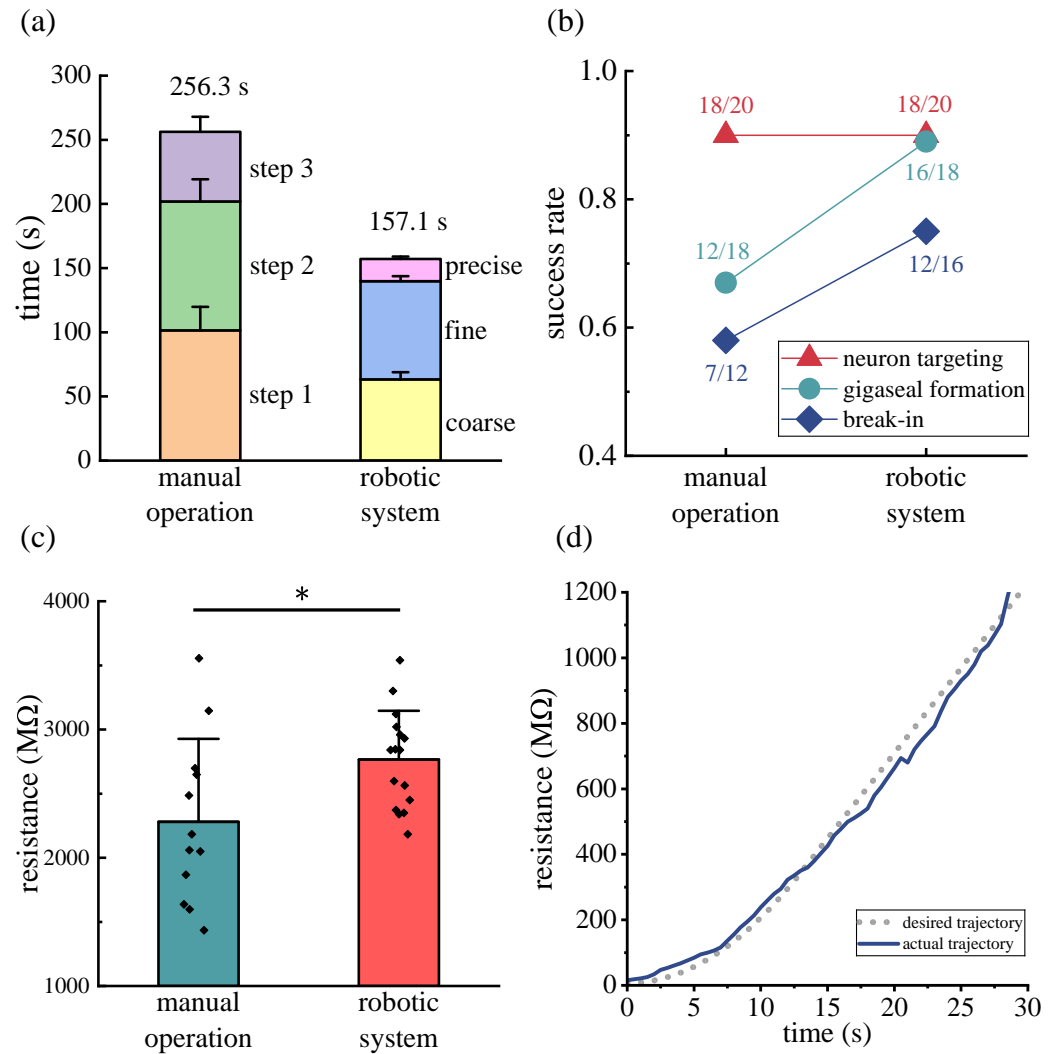 (a)
300
250
200
150
100
50
0
time (s)
256.3 s
step 3
step 2
step 1
157.1 s
precise
fine
coarse
manual
operation
robotic
system
(b)
1.0
0.8
0.6
0.4
success rate
18/20
18/20
16/18
12/18
12/16
7/12
neuron targeting
gigaseal formation
break-in
manual
operation
robotic
system
(c)
4000
3000
2000
1000
resistance (MΩ)
*
manual
operation
robotic
system
(d)
1200
1000
800
600
400
200
0
resistance (MΩ)
desired trajectory
actual trajectory
0
5
10
15
20
25
30
time (s)